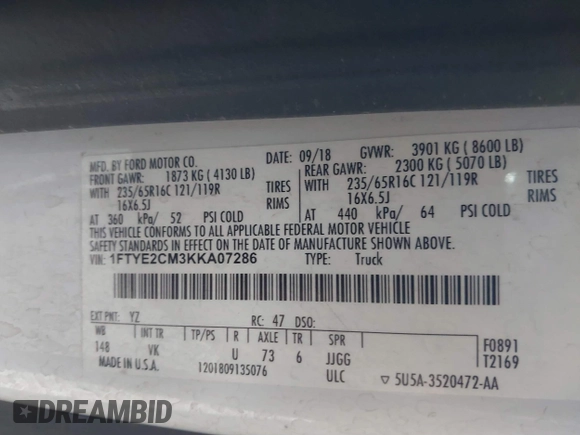 MFD. BY FORD MOTOR CO. DATE: 09/18 GVWR: 3901 KG ( 8600 LB)
FRONT GAWR: 1873 KG ( 4130 LB) REAR GAWR: 2300 KG ( 5070 LB)
WITH 235/65R16C 121/119R TIRES WITH 235/65R16C 121/119R TIRES
16X6.5J RIMS 16X6.5J RIMS
AT 360 kPa/ 52 PSI COLD AT 440 kPa/ 64 PSI COLD
THIS VEHICLE CONFORMS TO ALL APPLICABLE FEDERAL MOTOR VEHICLE
SAFETY STANDARDS IN EFFECT ON THE DATE OF MANUFACTURE SHOWN ABOVE.
VIN: 1FTYE2CM3KKA07286 TYPE: Truck
EXT PNT: YZ RC: 47 DSO:
WB INT TR TP/PS R AXLE TR SPR F0891
148 VK U 73 6 JJGG T2169
MADE IN U.S.A. 1201809135076 ULC ▽ 5U5A-3520472-AA
DREAMBID